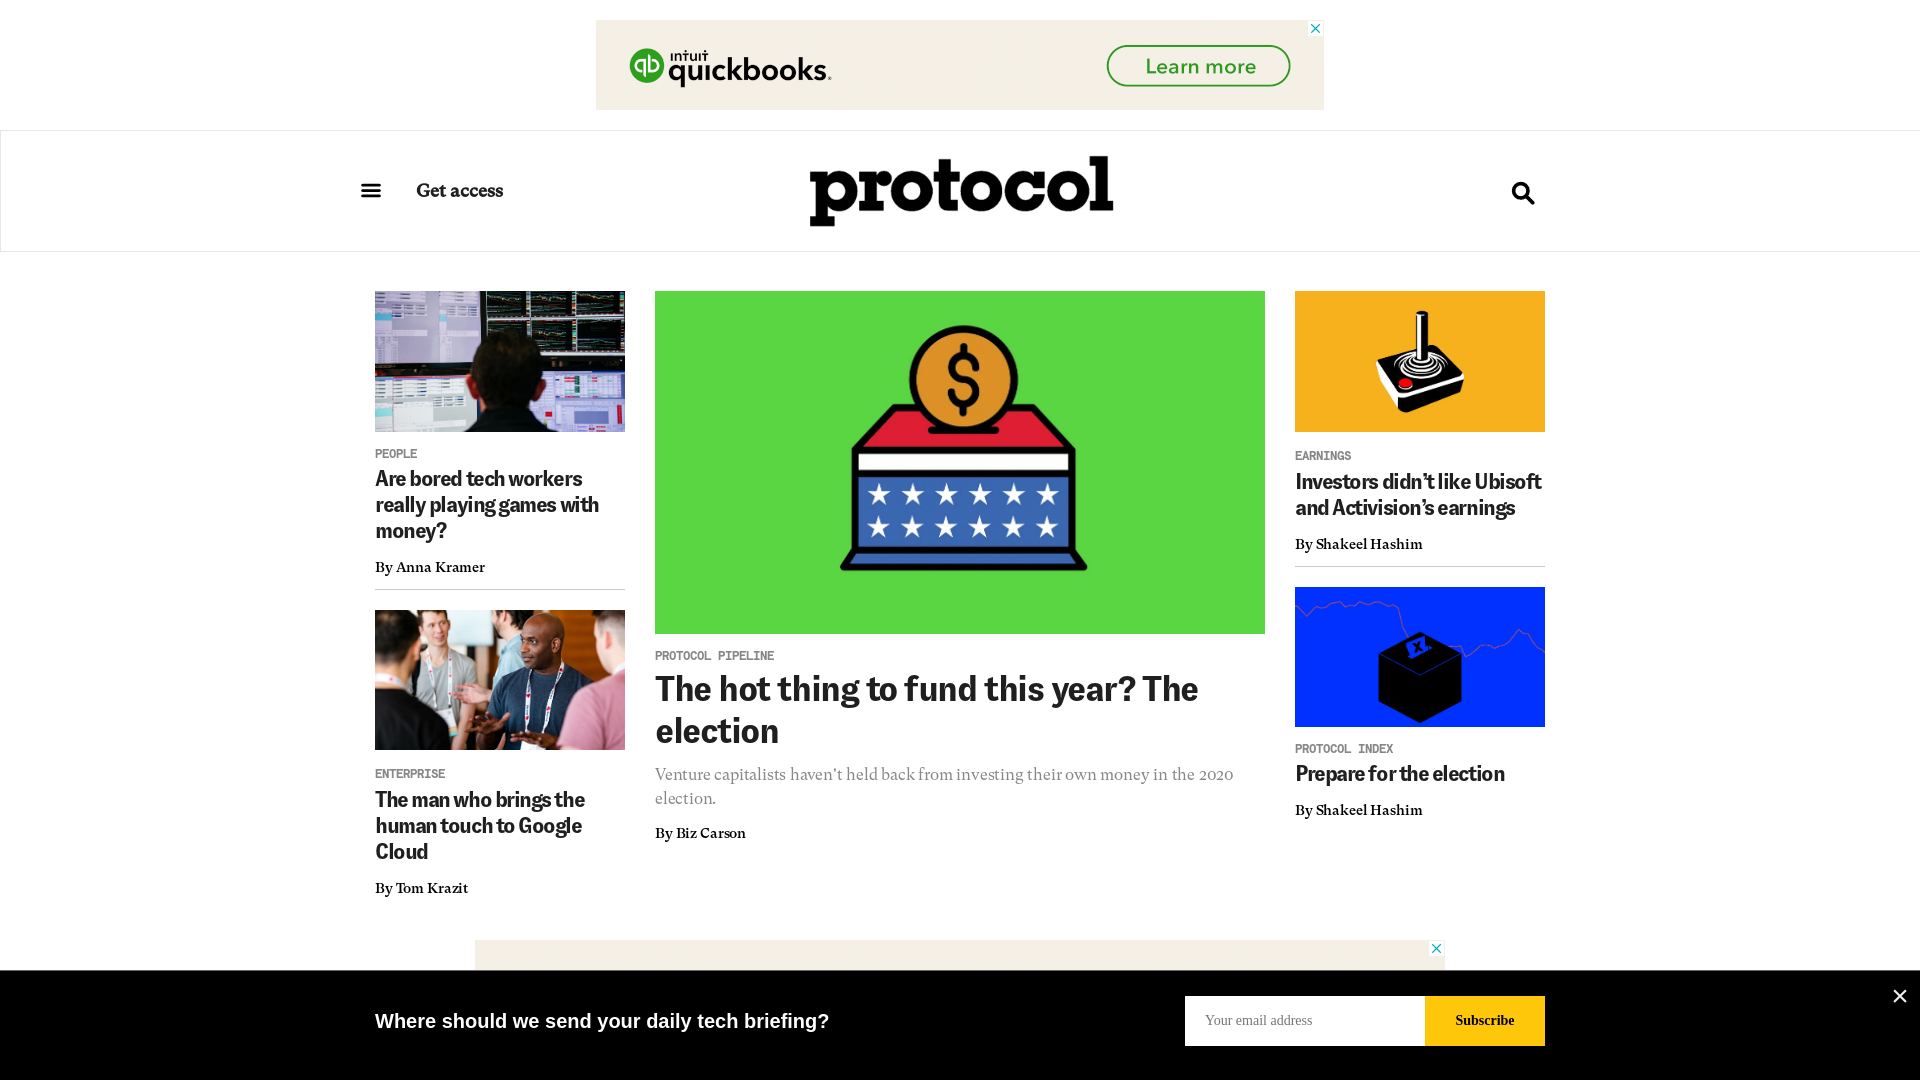 intuit
quickbooks.
Learn more
Get access
protocol
PEOPLE
Are bored tech workers
really playing games with
money?
By Anna Kramer
ENTERPRISE
The man who brings the
human touch to Google
Cloud
By Tom Krazit
PROTOCOL PIPELINE
The hot thing to fund this year? The
election
Venture capitalists haven't held back from investing their own money in the 2020
election.
By Biz Carson
EARNINGS
Investors didn’t like Ubisoft
and Activision’s earnings
By Shakeel Hashim
PROTOCOL INDEX
Prepare for the election
By Shakeel Hashim
Where should we send your daily tech briefing?
Your email address
Subscribe